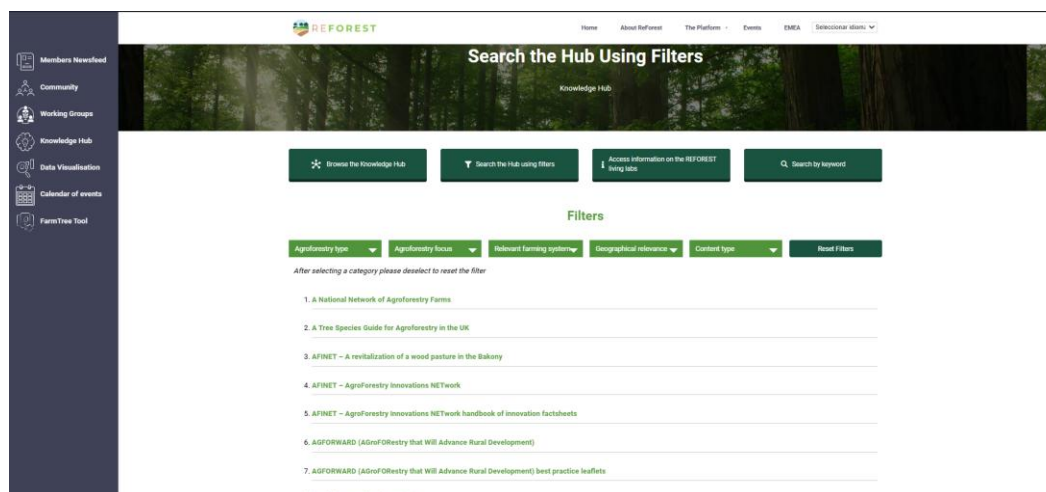 REFOREST
Home About ReForest The Platform Events EMEA Seleccionar idioma
Members Newsfeed
Community
Working Groups
Knowledge Hub
Data Visualisation
Calendar of events
FarmTree Tool
Search the Hub Using Filters
Knowledge Hub
Browse the Knowledge Hub
Search the Hub using filters
Access information on the REFOREST
living labs
Search by keyword
Filters
Agroforestry type Agroforestry focus Relevant farming system Geographical relevance Content type Reset Filters
After selecting a category please deselect to reset the filter
1. A National Network of Agroforestry Farms
2. A Tree Species Guide for Agroforestry in the UK
3. AFINET – A revitalization of a wood pasture in the Bakony
4. AFINET – AgroForestry Innovations NETwork
5. AFINET – AgroForestry Innovations NETwork handbook of innovation factsheets
6. AGFORWARD (AGroFORestry that Will Advance Rural Development)
7. AGFORWARD (AGroFORestry that Will Advance Rural Development) best practice leaflets